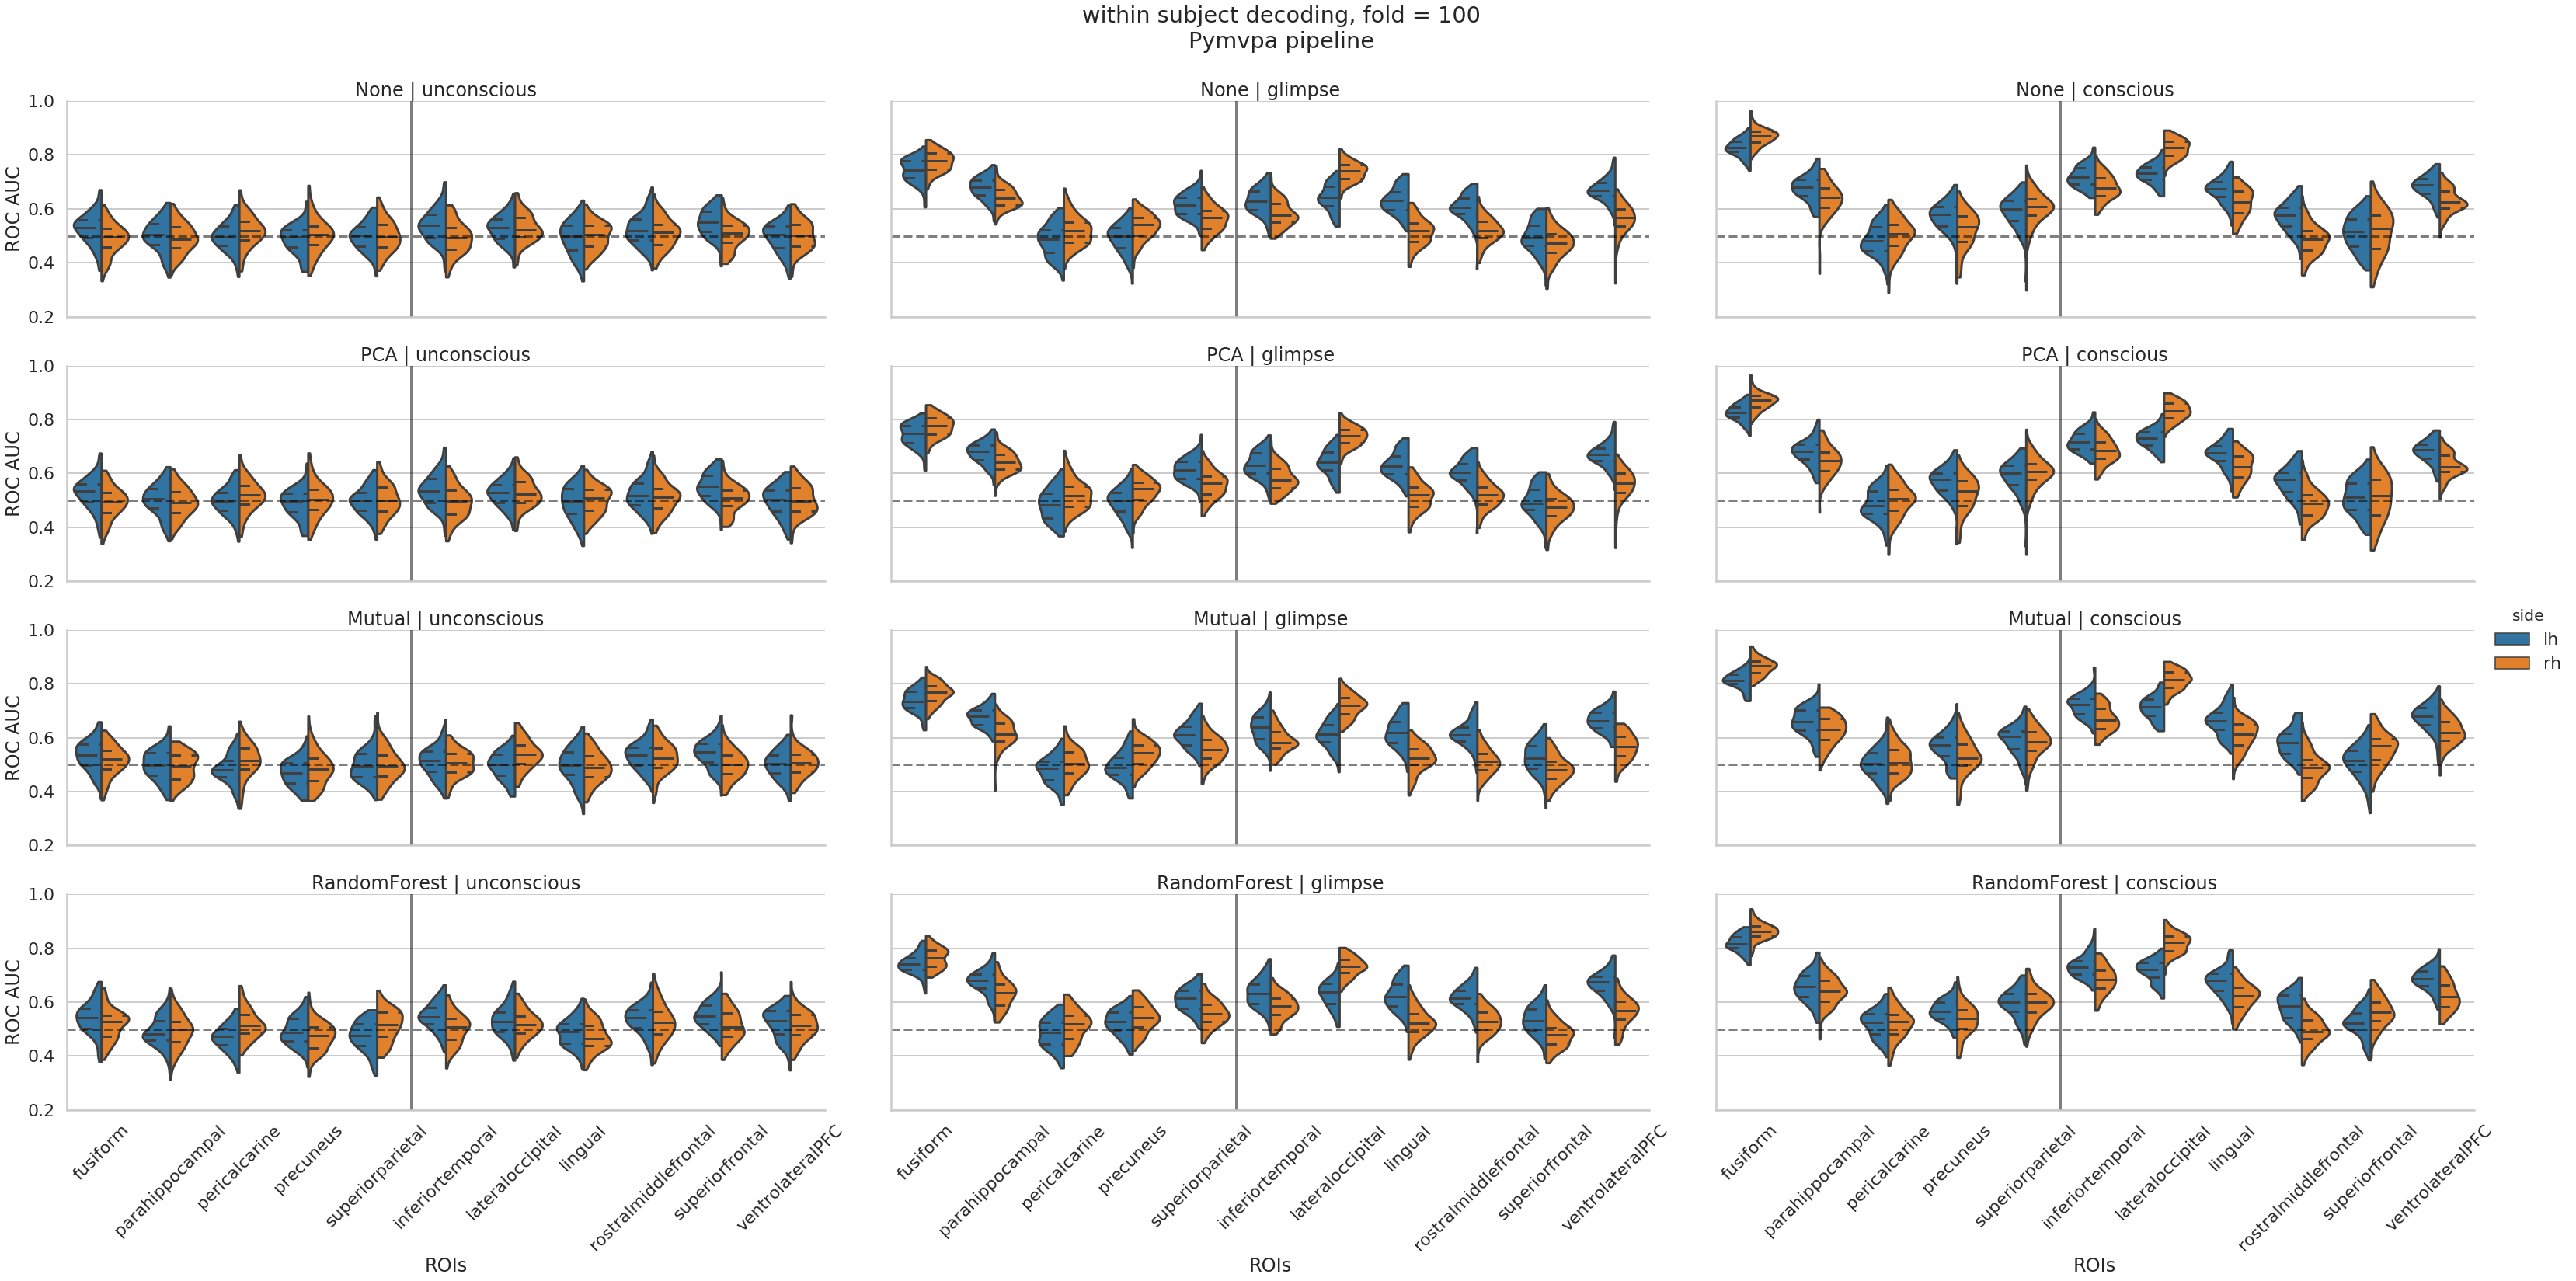 within subject decoding, fold = 100
Pymvpa pipeline
None | unconscious
None | glimpse
None | conscious
1.0
0.8
0.6
0.4
0.2
ROC AUC
PCA | unconscious
PCA | glimpse
PCA | conscious
1.0
0.8
0.6
0.4
0.2
ROC AUC
Mutual | unconscious
Mutual | glimpse
Mutual | conscious
1.0
0.8
0.6
0.4
0.2
ROC AUC
side
lh
rh
RandomForest | unconscious
RandomForest | glimpse
RandomForest | conscious
1.0
0.8
0.6
0.4
0.2
ROC AUC
fusiform
parahippocampal
pericalcarine
precuneus
superiorparietal
inferiortemporal
lateraloccipital
lingual
rostralmiddlefrontal
superiorfrontal
ventrolateralPFC
fusiform
parahippocampal
pericalcarine
precuneus
superiorparietal
inferiortemporal
lateraloccipital
lingual
rostralmiddlefrontal
superiorfrontal
ventrolateralPFC
fusiform
parahippocampal
pericalcarine
precuneus
superiorparietal
inferiortemporal
lateraloccipital
lingual
rostralmiddlefrontal
superiorfrontal
ventrolateralPFC
ROIs
ROIs
ROIs